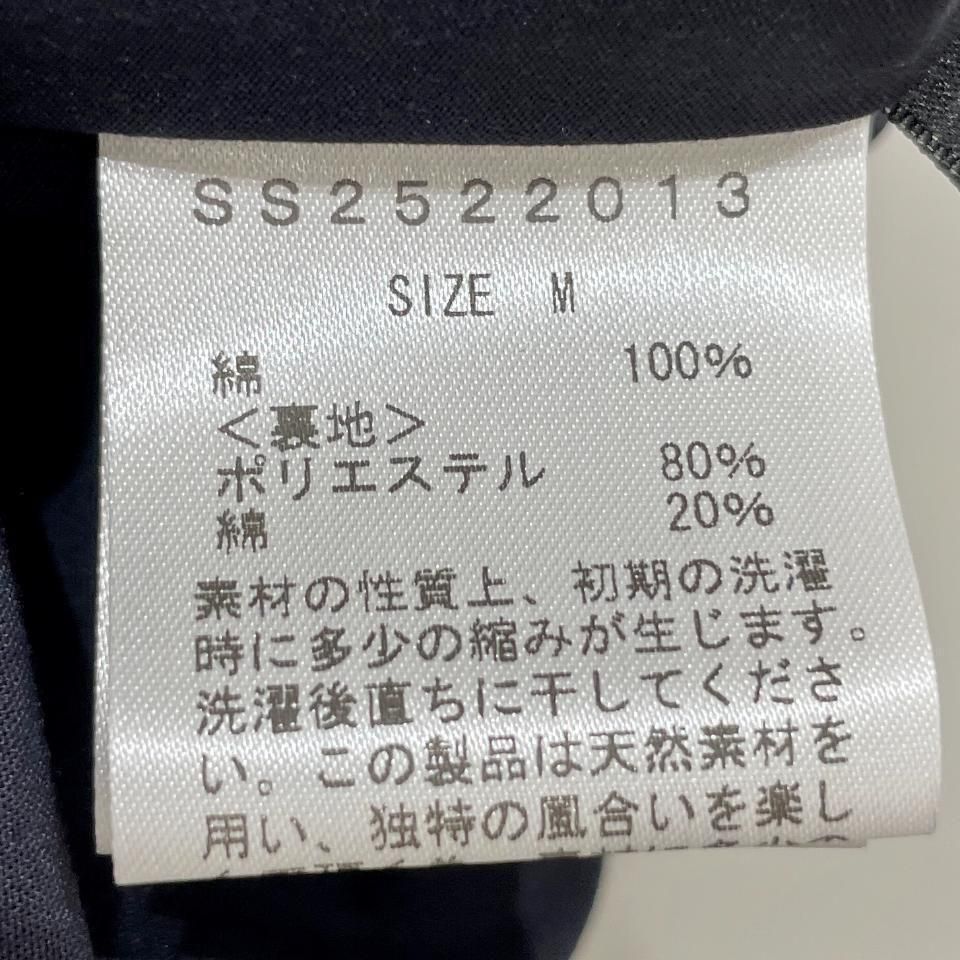 SS2522013
SIZE M
綿 100%
<裏地>
ポリエステル 80%
綿 20%
素材の性質上、初期の洗濯
時に多少の縮みが生じます。
洗濯後直ちに干してくださ
い。この製品は天然素材を
用い、独特の風合いを楽し